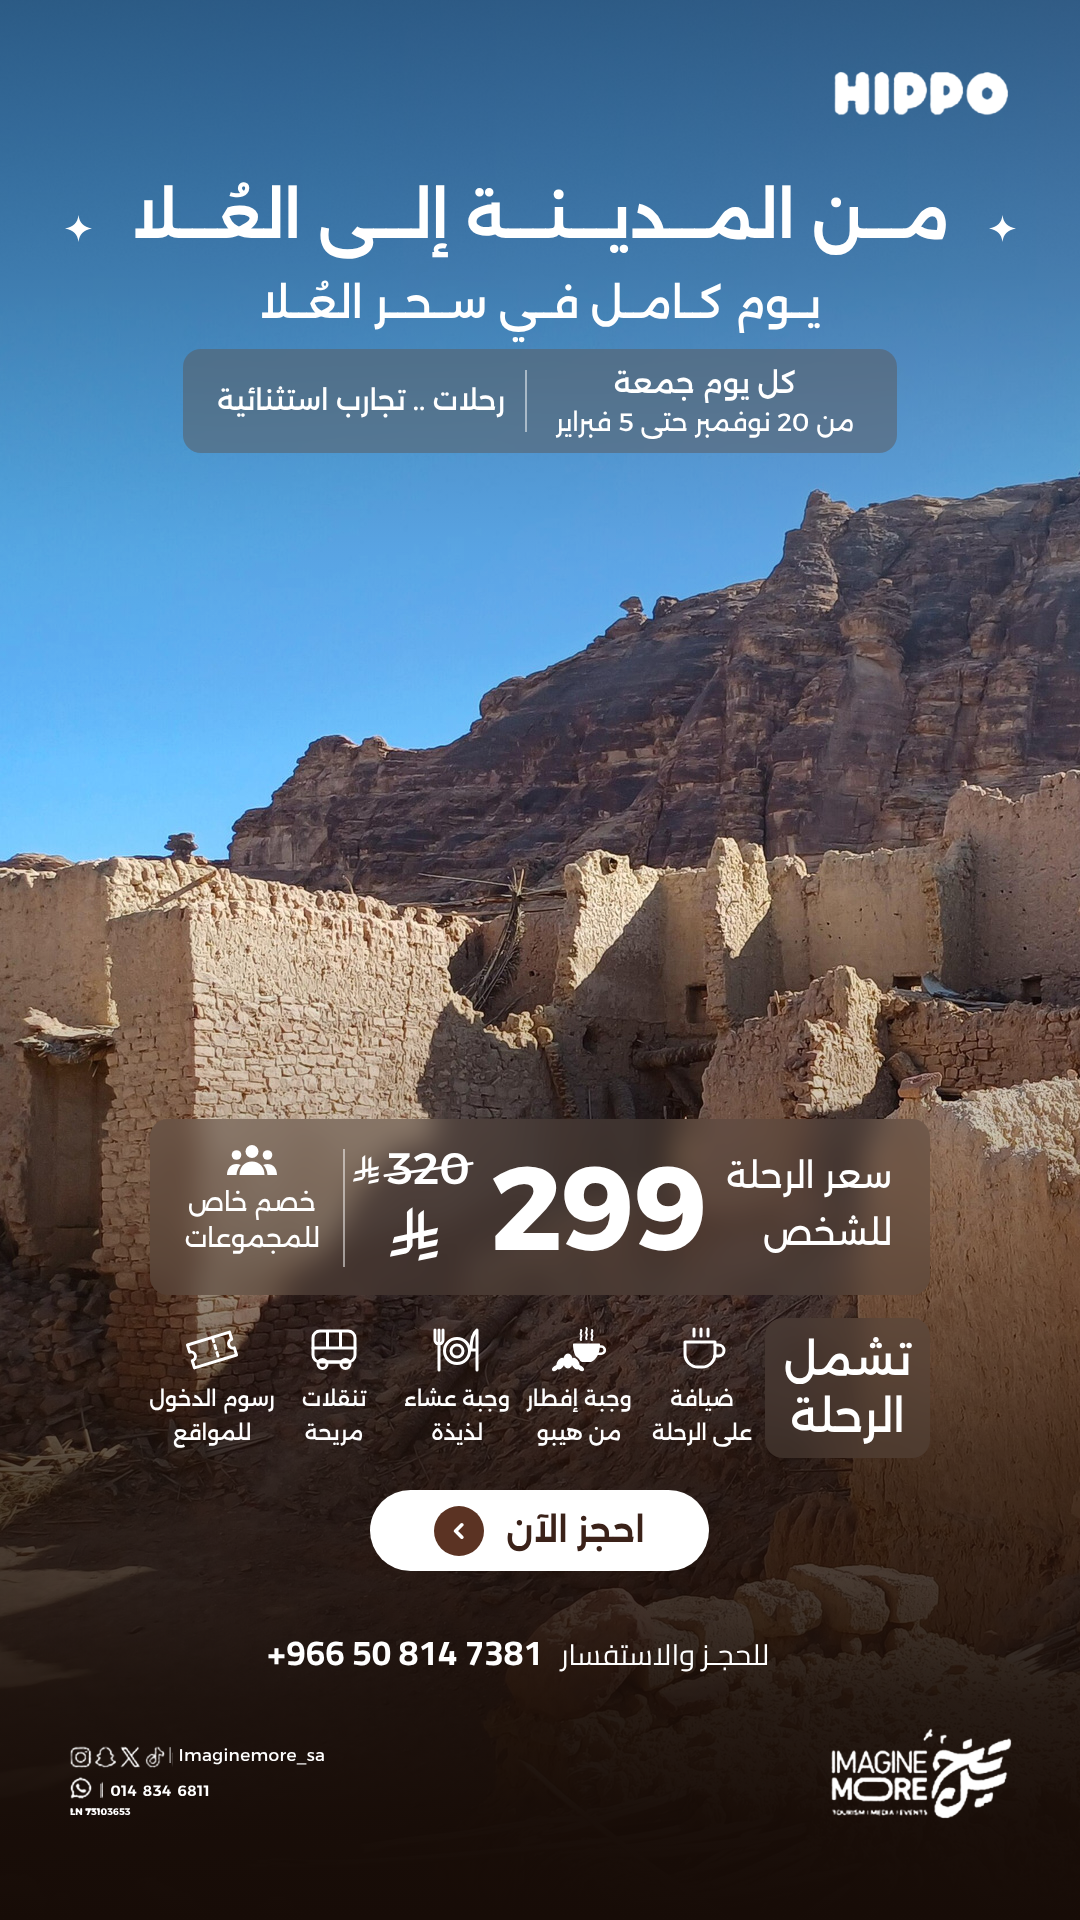 HIPPO
من المدينة إلى العُلا
يوم كامل في سحر العُلا
كل يوم جمعة
من 20 نوفمبر حتى 5 فبراير
رحلات .. تجارب استثنائية
سعر الرحلة
للشخص
299
320
خصم خاص
للمجموعات
تشمل
الرحلة
ضيافة
على الرحلة
وجبة إفطار
من هيبو
وجبة عشاء
لذيذة
تنقلات
مريحة
رسوم الدخول
للمواقع
احجز الآن
للحجز والاستفسار +966 50 814 7381
Imaginemore_sa
014 834 6811
LN 73103653
IMAGINE
MORE
TOURISM | MEDIA | EVENTS